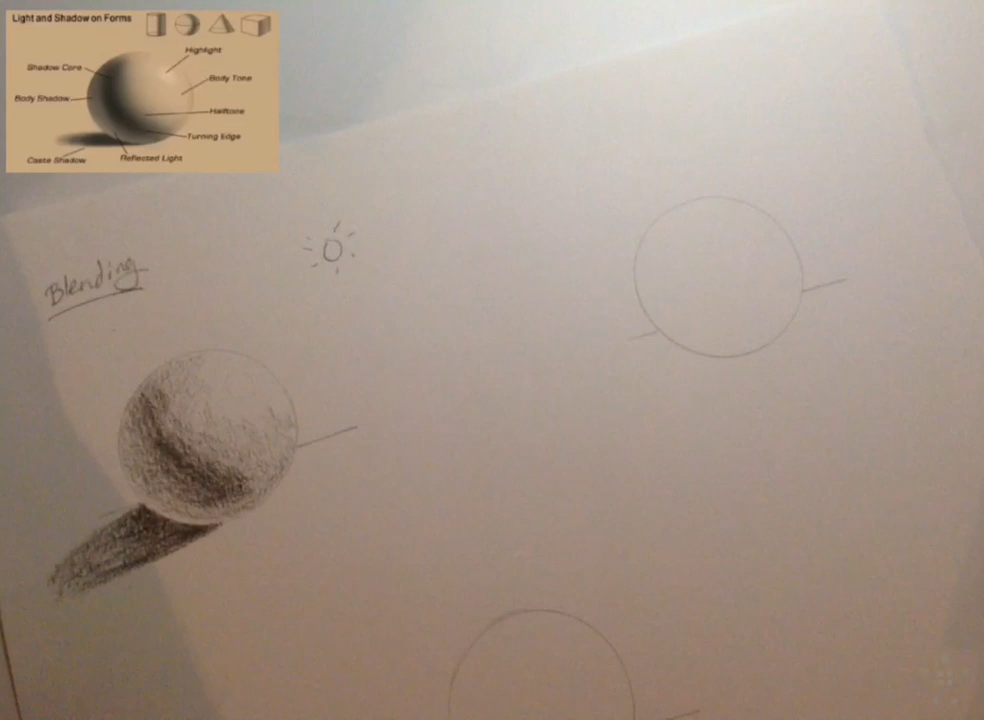 Light and Shadow on Forms
Highlight
Shadow Core
Body Tone
Body Shadow
Halftone
Turning Edge
Caste Shadow
Reflected Light
Blending